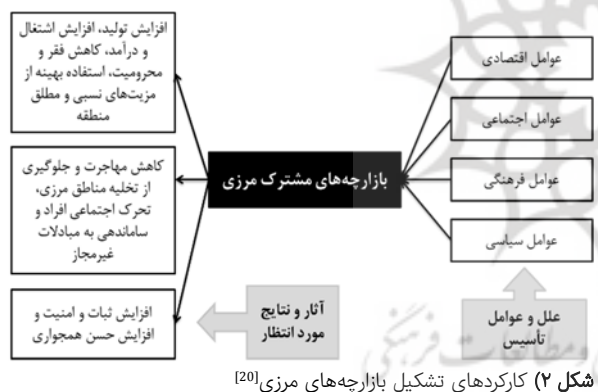 عوامل اقتصادی
عوامل اجتماعی
عوامل فرهنگی
عوامل سیاسی
علل و عوامل
تأسیس
بازارچه‌های مشترک مرزی
افزایش تولید، افزایش اشتغال
و درآمد، کاهش فقر و
محرومیت، استفاده بهینه از
مزیت‌های نسبی و مطلق
منطقه
کاهش مهاجرت و جلوگیری
از تخلیه مناطق مرزی،
تحرک اجتماعی افراد و
ساماندهی به مبادلات
غیرمجاز
افزایش ثبات و امنیت و
افزایش حسن همجواری
آثار و نتایج
مورد انتظار
شکل ۲) کارکردهای تشکیل بازارچه‌های مرزی[20]